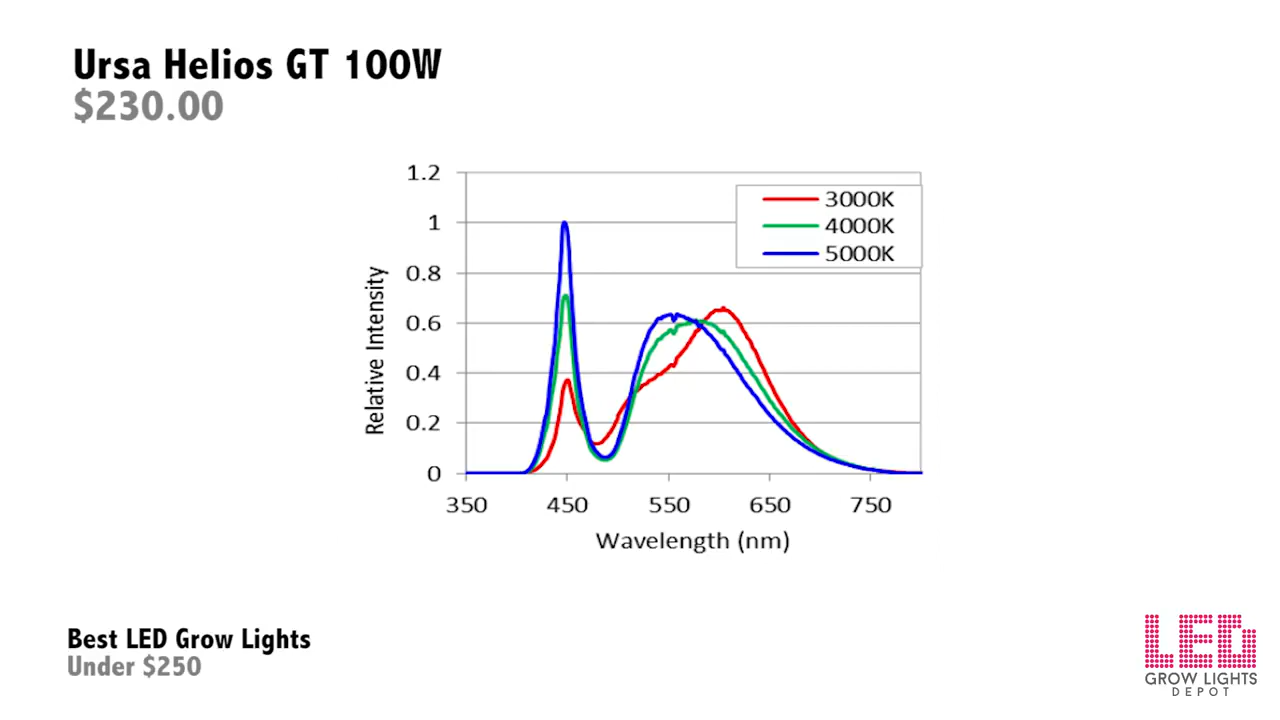 Ursa Helios GT 100W
$230.00
1.2
1
0.8
0.6
0.4
0.2
0
Relative Intensity
3000K
4000K
5000K
350 450 550 650 750
Wavelength (nm)
Best LED Grow Lights
Under $250
LED
GROW LIGHTS
DEPOT